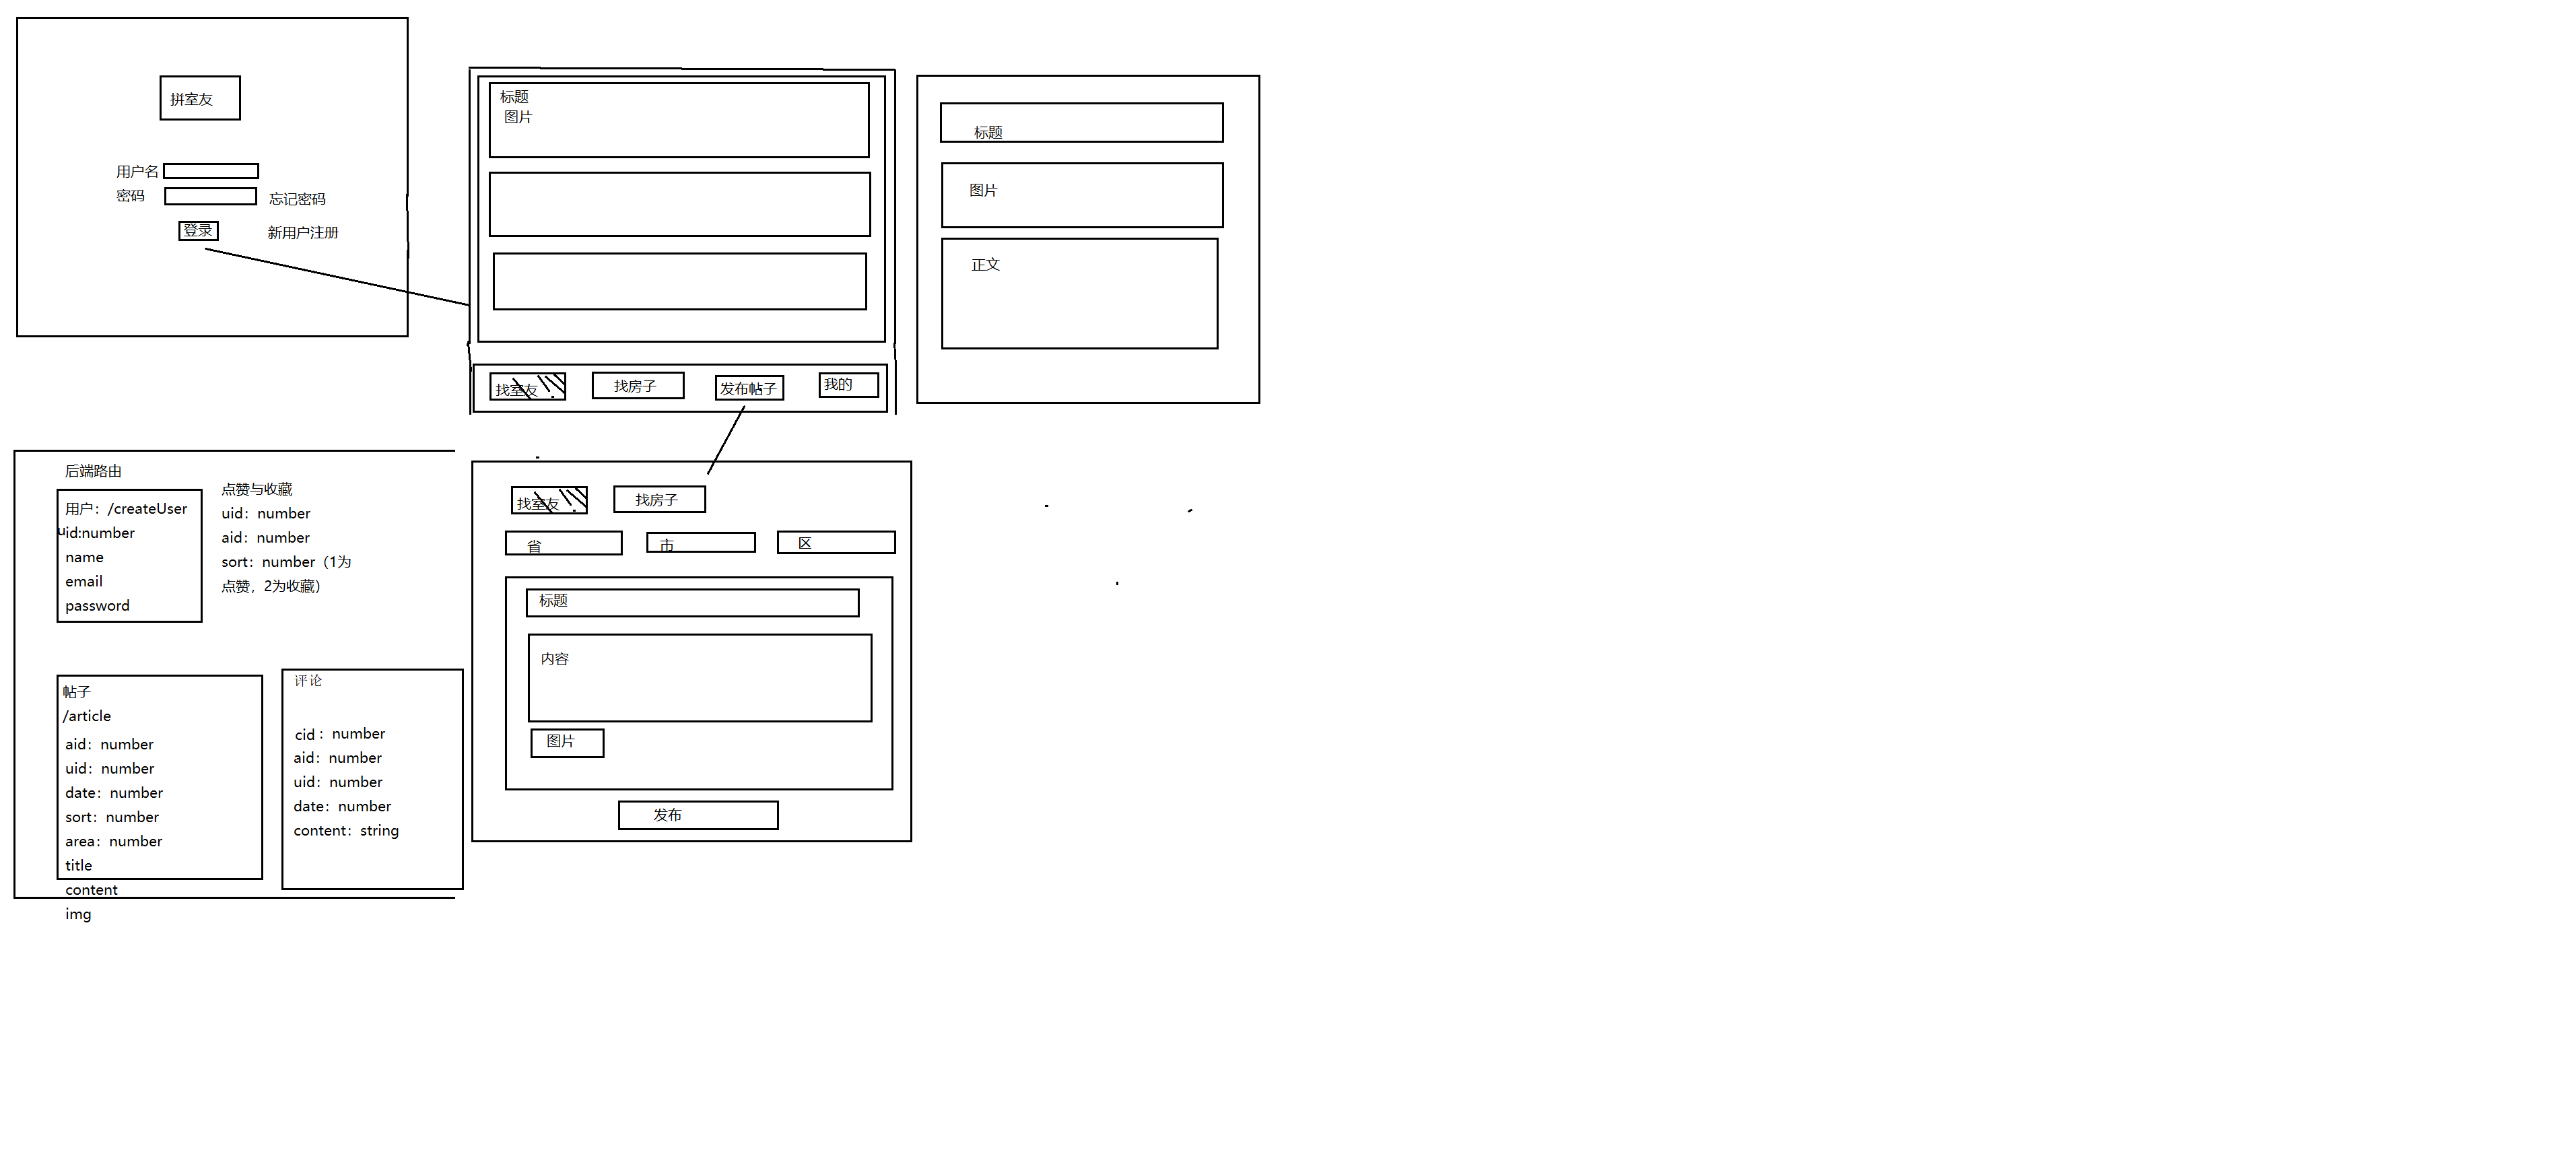 拼室友
用户名
密码
忘记密码
登录
新用户注册
标题
图片
找室友
找房子
发布帖子
我的
标题
图片
正文
后端路由
用户：/createUser
uid:number
name
email
password
点赞与收藏
uid：number
aid：number
sort：number（1为
点赞，2为收藏）
帖子
/article
aid：number
uid：number
date：number
sort：number
area：number
title
content
img
评论
cid：number
aid：number
uid：number
date：number
content：string
找室友
找房子
省
市
区
标题
内容
图片
发布